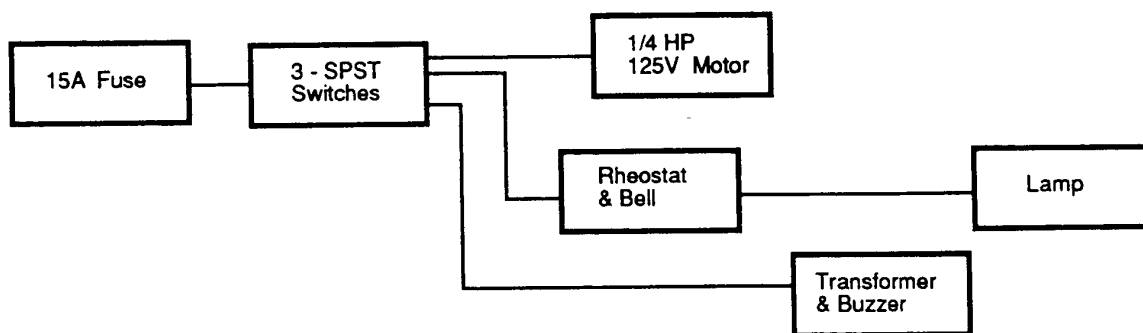 15A Fuse
3 - SPST
Switches
1/4 HP
125V Motor
Rheostat
& Bell
Lamp
Transformer
& Buzzer